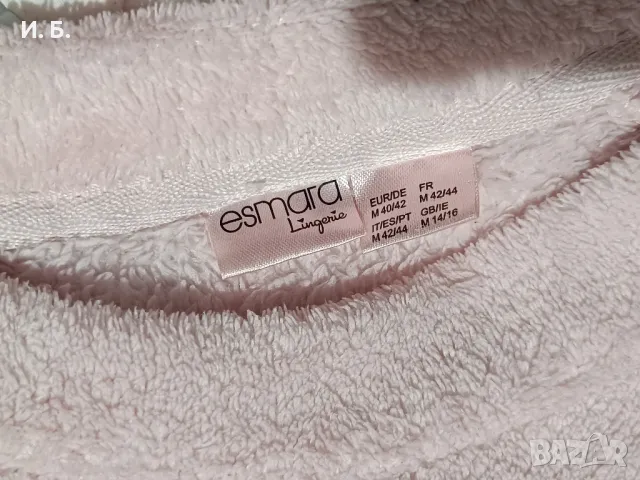 И. Б.
esmara
Lingerie
EUR/DE FR
M 40/42 M 42/44
IT/ES/PT GB/IE
M 42/44 M 14/16
BAZAR